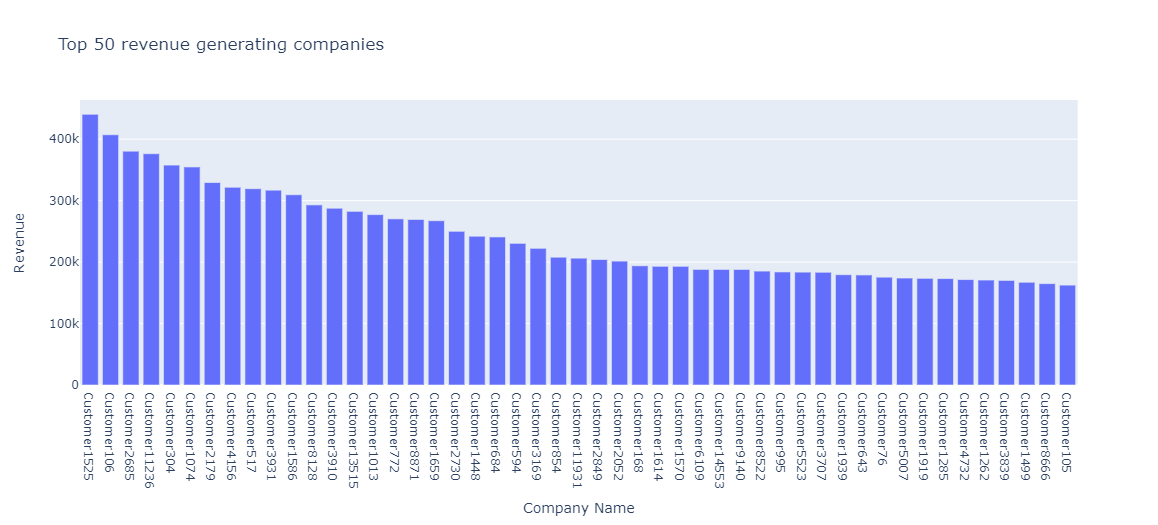 Top 50 revenue generating companies
400k
300k
200k
100k
0
Revenue
Customer1525
Customer106
Customer2685
Customer11236
Customer304
Customer1074
Customer2179
Customer4156
Customer517
Customer3931
Customer1586
Customer8128
Customer3910
Customer13515
Customer1013
Customer772
Customer8871
Customer1659
Customer2730
Customer1448
Customer684
Customer594
Customer3169
Customer854
Customer11931
Customer2849
Customer2052
Customer168
Customer1614
Customer1570
Customer6109
Customer14553
Customer9140
Customer8522
Customer995
Customer5523
Customer3707
Customer1939
Customer643
Customer76
Customer5007
Customer1919
Customer1285
Customer4732
Customer1262
Customer3839
Customer1499
Customer8666
Customer105
Company Name